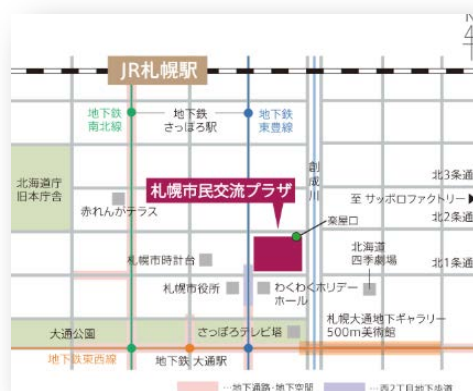 JR札幌駅
地下鉄
南北線
地下鉄
さっぽろ駅
地下鉄
東豊線
創成川
北3条通
北海道庁
旧本庁舎
札幌市民交流プラザ
至 サッポロファクトリー
赤れんがテラス
北2条通
楽屋口
北海道
四季劇場
札幌市時計台
北1条通
札幌市役所
わくわくホリデー
ホール
札幌大通地下ギャラリー
500m美術館
大通公園
さっぽろテレビ塔
地下鉄東西線
地下鉄 大通駅
…地下通路・地下空間
…西2丁目地下歩道